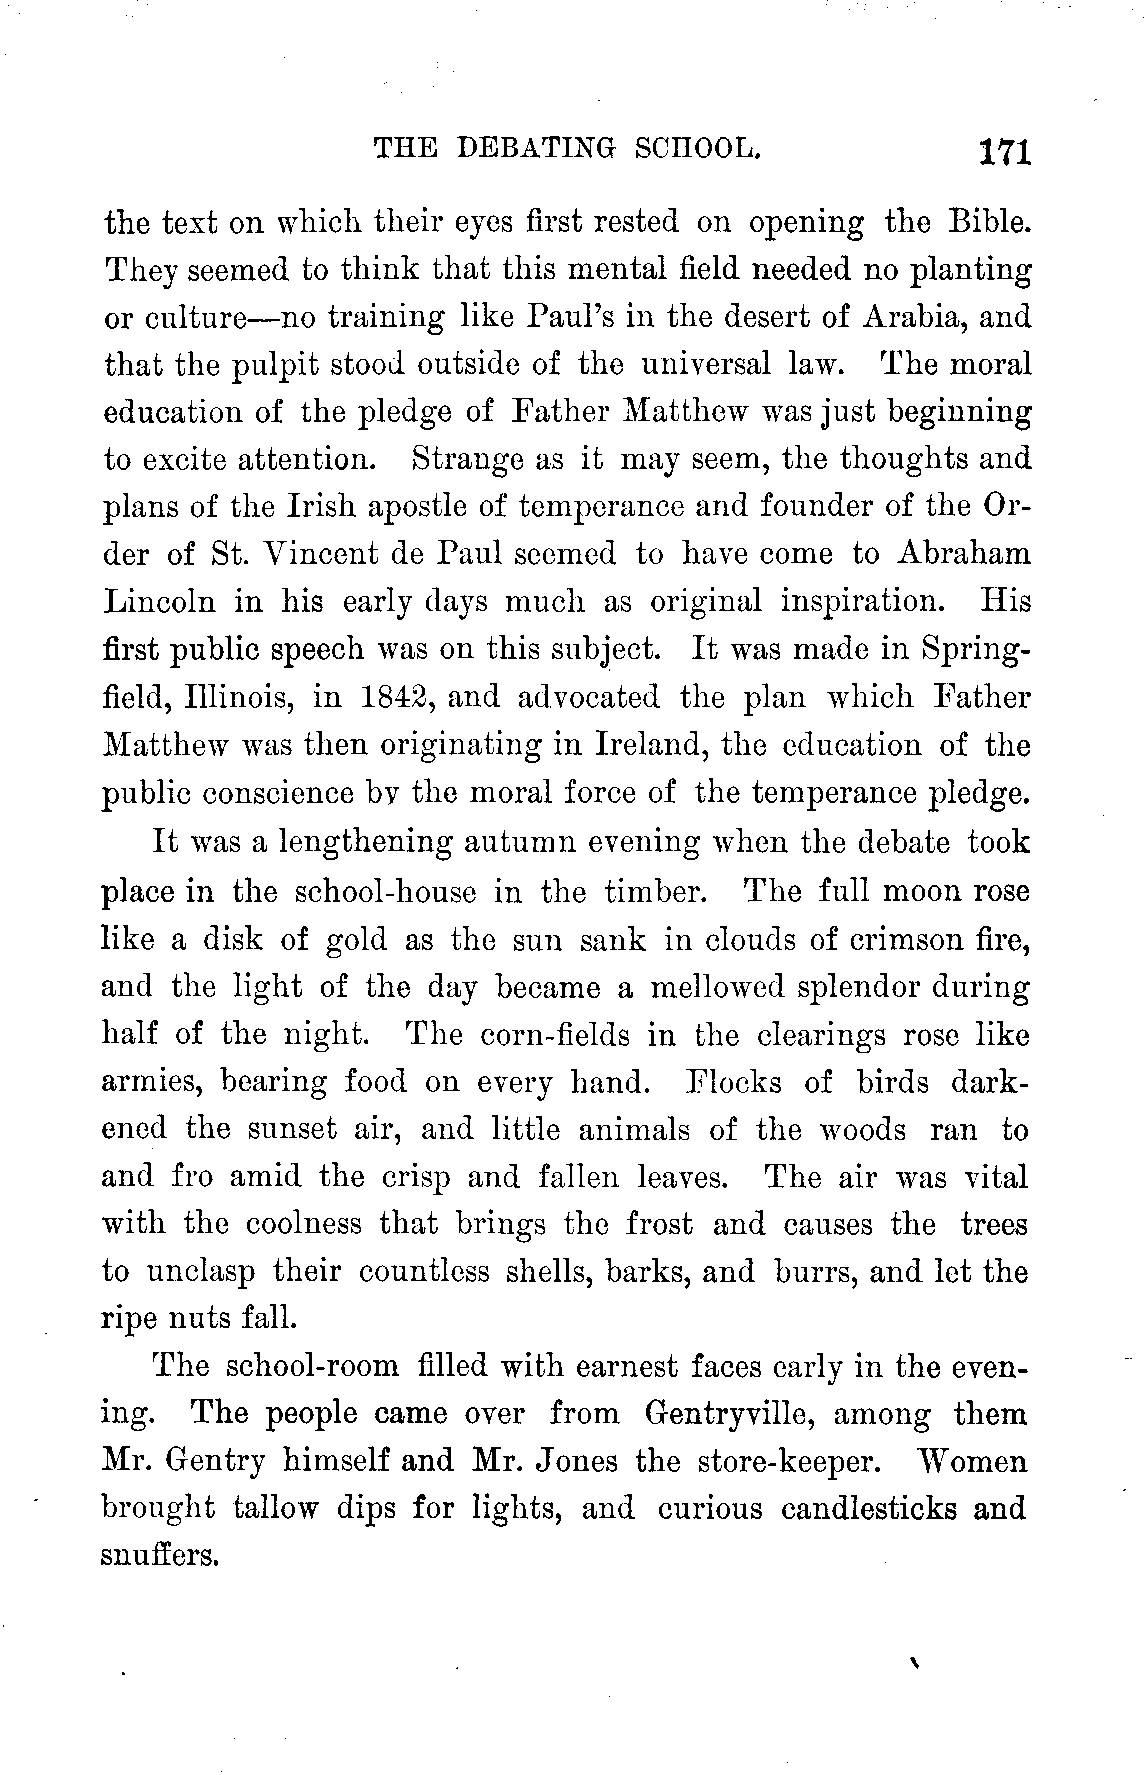 THE DEBATING SCHOOL. 171
the text on which their eyes first rested on opening the Bible.
They seemed to think that this mental field needed no planting
or culture—no training like Paul's in the desert of Arabia, and
that the pulpit stood outside of the universal law. The moral
education of the pledge of Father Matthew was just beginning
to excite attention. Strange as it may seem, the thoughts and
plans of the Irish apostle of temperance and founder of the Or-
der of St. Vincent de Paul seemed to have come to Abraham
Lincoln in his early days much as original inspiration. His
first public speech was on this subject. It was made in Spring-
field, Illinois, in 1842, and advocated the plan which Father
Matthew was then originating in Ireland, the education of the
public conscience by the moral force of the temperance pledge.
It was a lengthening autumn evening when the debate took
place in the school-house in the timber. The full moon rose
like a disk of gold as the sun sank in clouds of crimson fire,
and the light of the day became a mellowed splendor during
half of the night. The corn-fields in the clearings rose like
armies, bearing food on every hand. Flocks of birds dark-
ened the sunset air, and little animals of the woods ran to
and fro amid the crisp and fallen leaves. The air was vital
with the coolness that brings the frost and causes the trees
to unclasp their countless shells, barks, and burrs, and let the
ripe nuts fall.
The school-room filled with earnest faces early in the even-
ing. The people came over from Gentryville, among them
Mr. Gentry himself and Mr. Jones the store-keeper. Women
brought tallow dips for lights, and curious candlesticks and
snuffers.